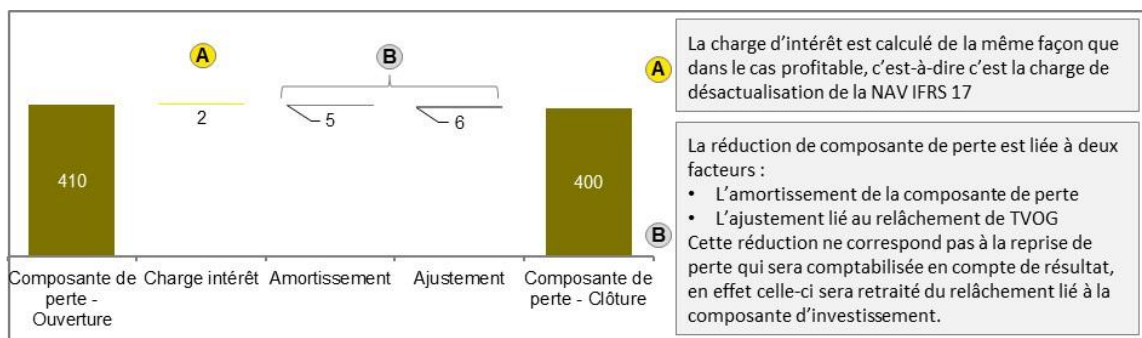 A
B
2
5
6
410
400
Composante de
perte -
Ouverture
Charge intérêt
Amortissement
Ajustement
Composante de
perte - Clôture
A
La charge d'intérêt est calculé de la même façon que
dans le cas profitable, c'est-à-dire c'est la charge de
désactualisation de la NAV IFRS 17
B
La réduction de composante de perte est liée à deux
facteurs :
• L'amortissement de la composante de perte
• L'ajustement lié au relâchement de TVOG
Cette réduction ne correspond pas à la reprise de
perte qui sera comptabilisée en compte de résultat,
en effet celle-ci sera retraité du relâchement lié à la
composante d'investissement.